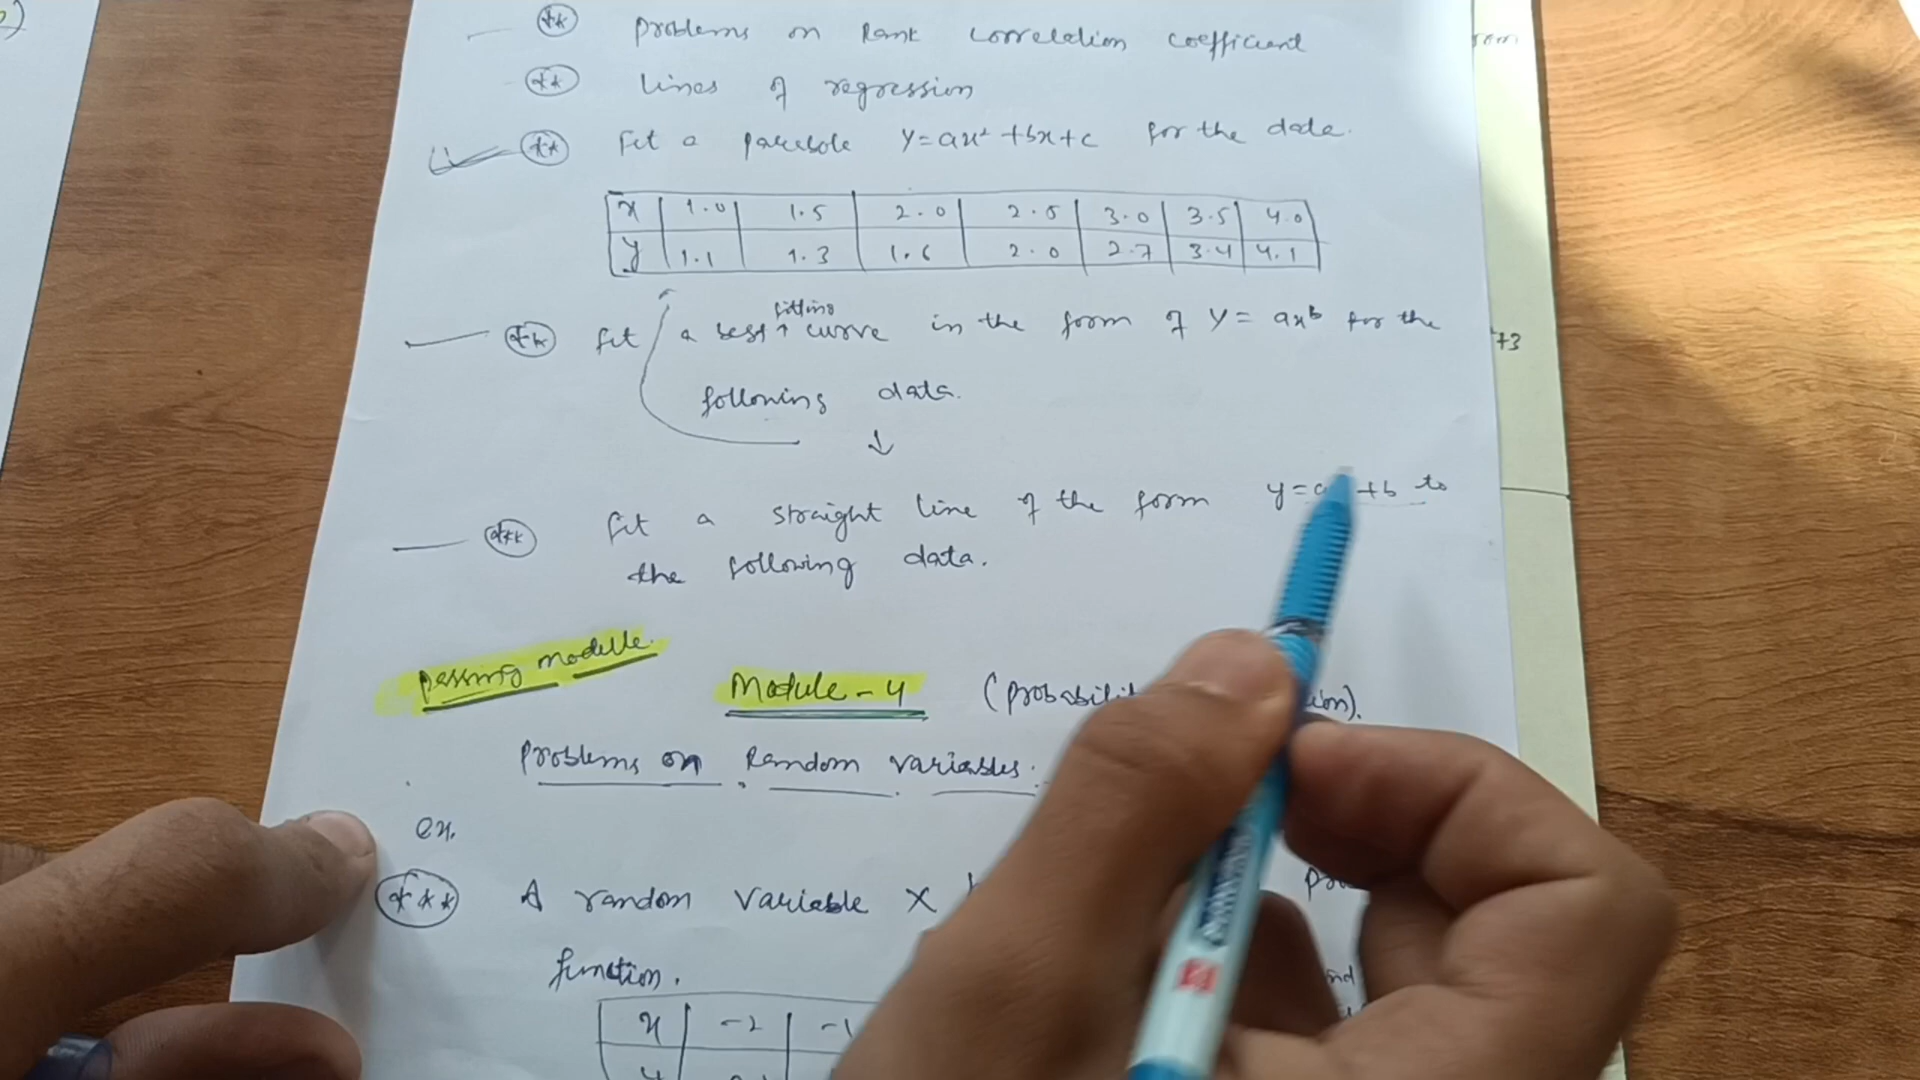 ** Problems on Rank correlation coefficient
** lines of regression
** Fit a parabola y=ax²+bx+c for the data.
x 1.0 1.5 2.0 2.5 3.0 3.5 4.0
y 1.1 1.3 1.6 2.0 2.7 3.4 4.1
** fit a best fitting curve in the form of y = ax^b for the
following data.
↓
*** fit a straight line of the form y= +b to
the following data.
passing module.
Module-4 (probabili ion).
Problems on Random variables.
ex.
*** A random variable X
function.
x -2 -1
+3